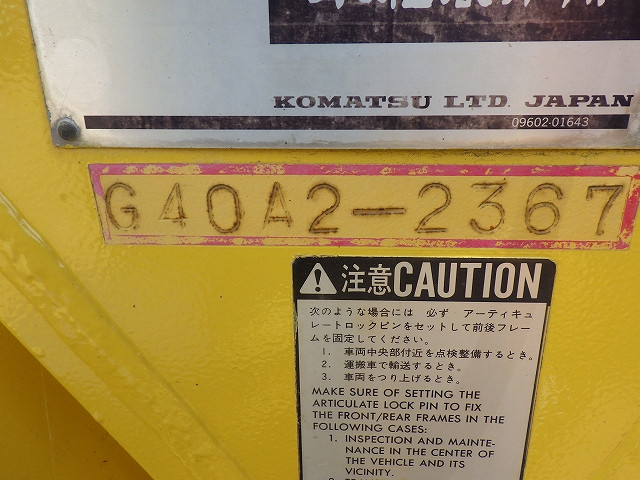 KOMATSU LTD. JAPAN
09602-01643
G40A2-2367
注意CAUTION
次のような場合には 必ず アーティキュ
レートロックピンをセットして前後フレー
ムを固定してください。
1. 車両中央部付近を点検整備するとき。
2. 運搬車で輸送するとき。
3. 車両をつり上げるとき。
MAKE SURE OF SETTING THE
ARTICULATE LOCK PIN TO FIX
THE FRONT/REAR FRAMES IN THE
FOLLOWING CASES:
1. INSPECTION AND MAINTE-
NANCE IN THE CENTER OF
THE VEHICLE AND ITS
VICINITY.